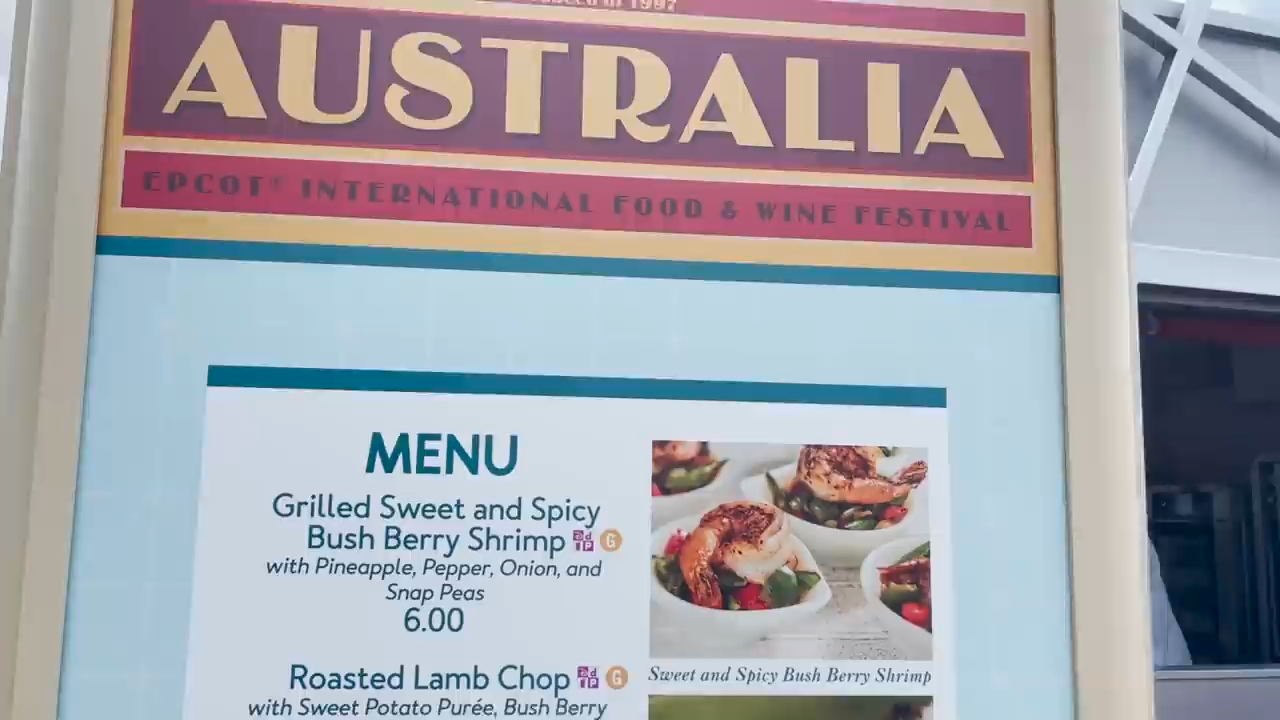 of 1997
AUSTRALIA
EPCOT® INTERNATIONAL FOOD & WINE FESTIVAL
MENU
Grilled Sweet and Spicy
Bush Berry Shrimp
with Pineapple, Pepper, Onion, and
Snap Peas
6.00
Sweet and Spicy Bush Berry Shrimp
Roasted Lamb Chop
with Sweet Potato Purée, Bush Berry